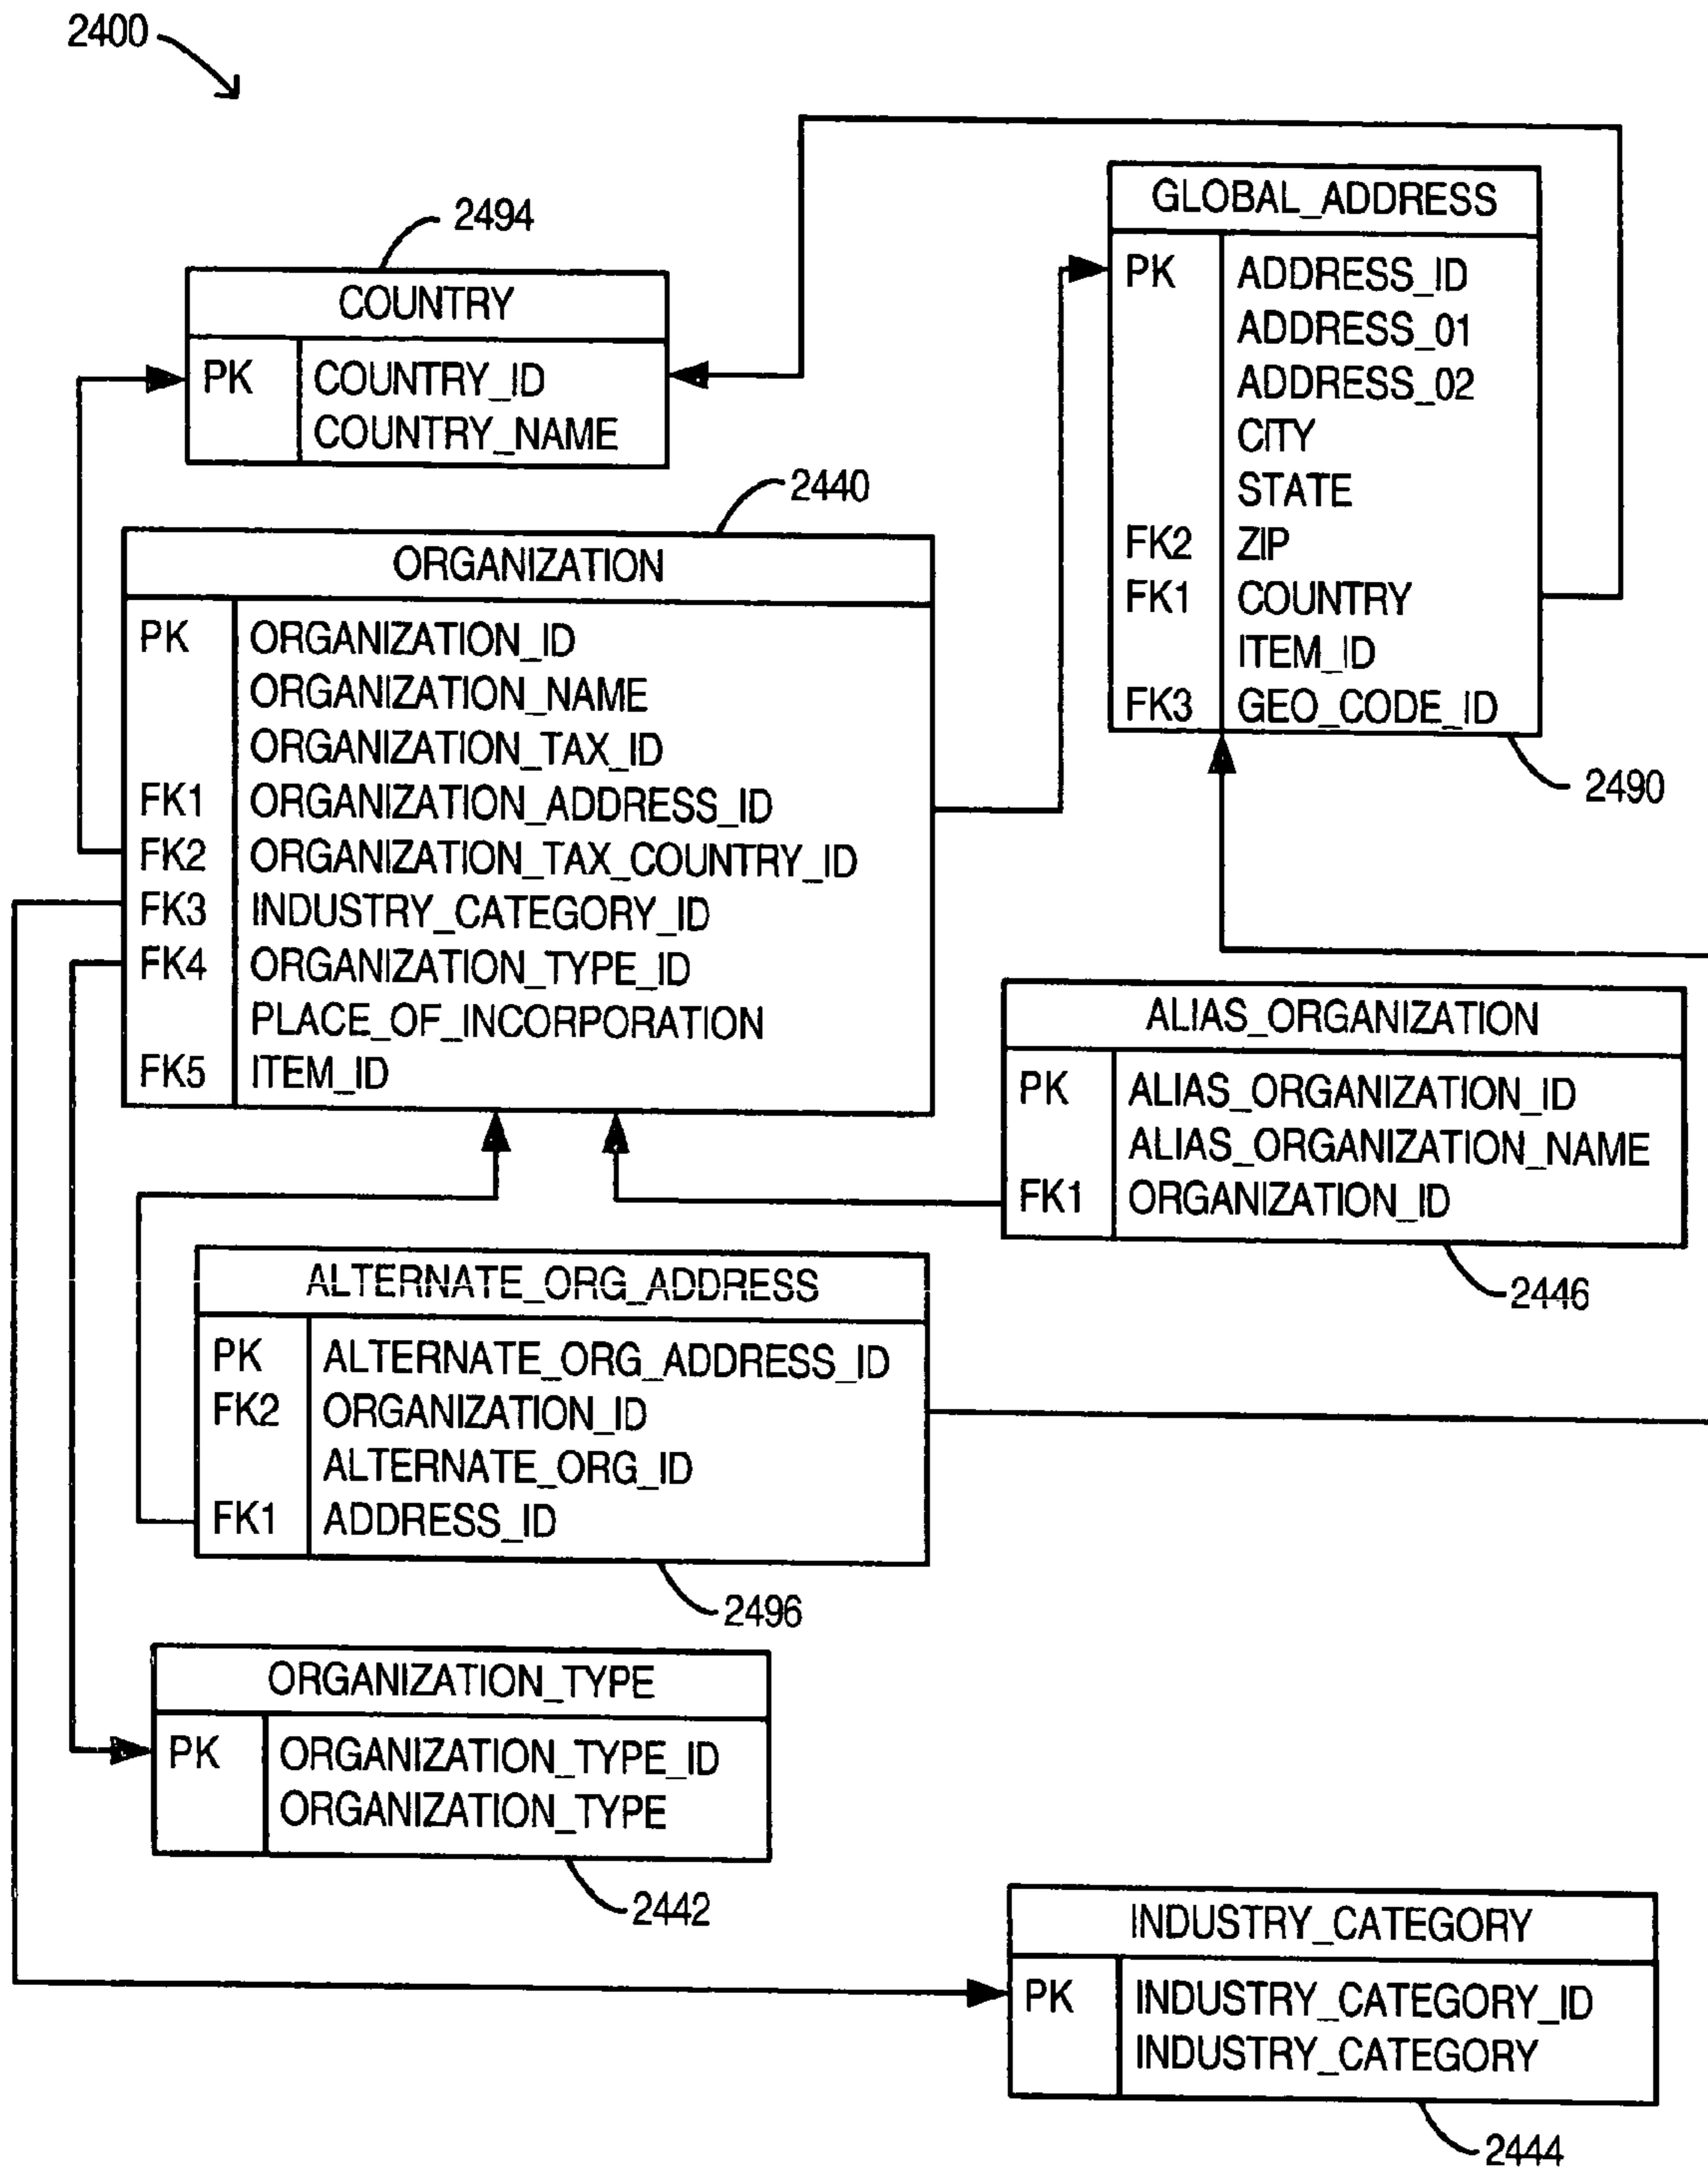 2400
2494
COUNTRY
PK COUNTRY_ID
COUNTRY_NAME
GLOBAL_ADDRESS
PK ADDRESS_ID
ADDRESS_01
ADDRESS_02
CITY
STATE
FK2 ZIP
FK1 COUNTRY
ITEM_ID
FK3 GEO_CODE_ID
2490
2440
ORGANIZATION
PK ORGANIZATION_ID
ORGANIZATION_NAME
ORGANIZATION_TAX_ID
FK1 ORGANIZATION_ADDRESS_ID
FK2 ORGANIZATION_TAX_COUNTRY_ID
FK3 INDUSTRY_CATEGORY_ID
FK4 ORGANIZATION_TYPE_ID
PLACE_OF_INCORPORATION
FK5 ITEM_ID
ALIAS_ORGANIZATION
PK ALIAS_ORGANIZATION_ID
ALIAS_ORGANIZATION_NAME
FK1 ORGANIZATION_ID
2446
ALTERNATE_ORG_ADDRESS
PK ALTERNATE_ORG_ADDRESS_ID
FK2 ORGANIZATION_ID
ALTERNATE_ORG_ID
FK1 ADDRESS_ID
2496
ORGANIZATION_TYPE
PK ORGANIZATION_TYPE_ID
ORGANIZATION_TYPE
2442
INDUSTRY_CATEGORY
PK INDUSTRY_CATEGORY_ID
INDUSTRY_CATEGORY
2444